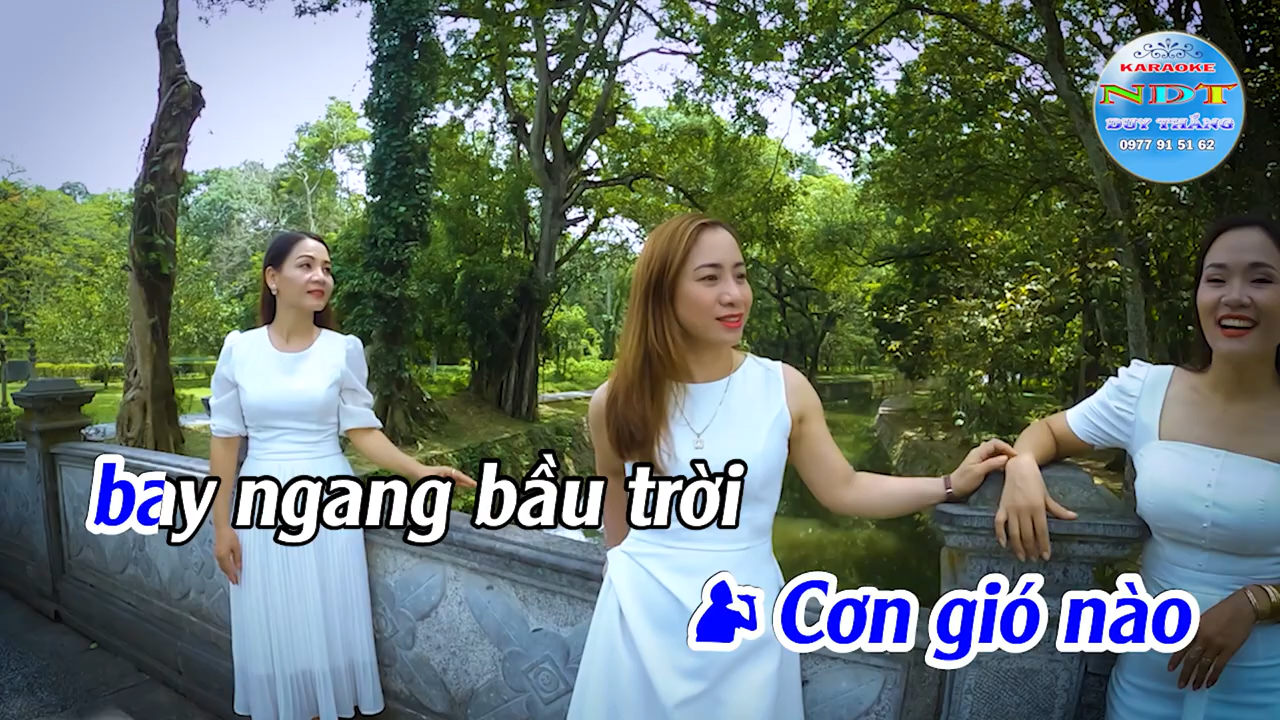 KARAOKE
NDT
DUY THẮNG
0977 91 51 62
bay ngang bầu trời
Cơn gió nào